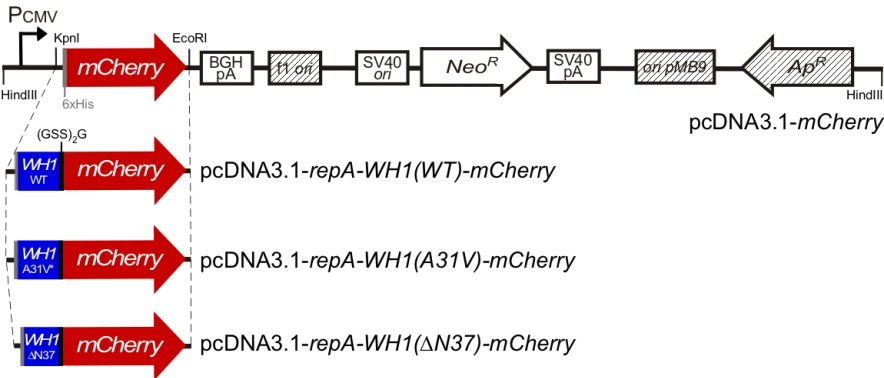 PCMV
KpnI
EcoRI
mCherry
BGH
pA
f1 ori
SV40
ori
NeoR
SV40
pA
ori pMB9
ApR
HindIII
6xHis
HindIII
pcDNA3.1-mCherry
(GSS)2G
WH1
WT
mCherry
pcDNA3.1-repA-WH1(WT)-mCherry
WH1
A31V*
mCherry
pcDNA3.1-repA-WH1(A31V)-mCherry
WH1
ΔN37
mCherry
pcDNA3.1-repA-WH1(ΔN37)-mCherry